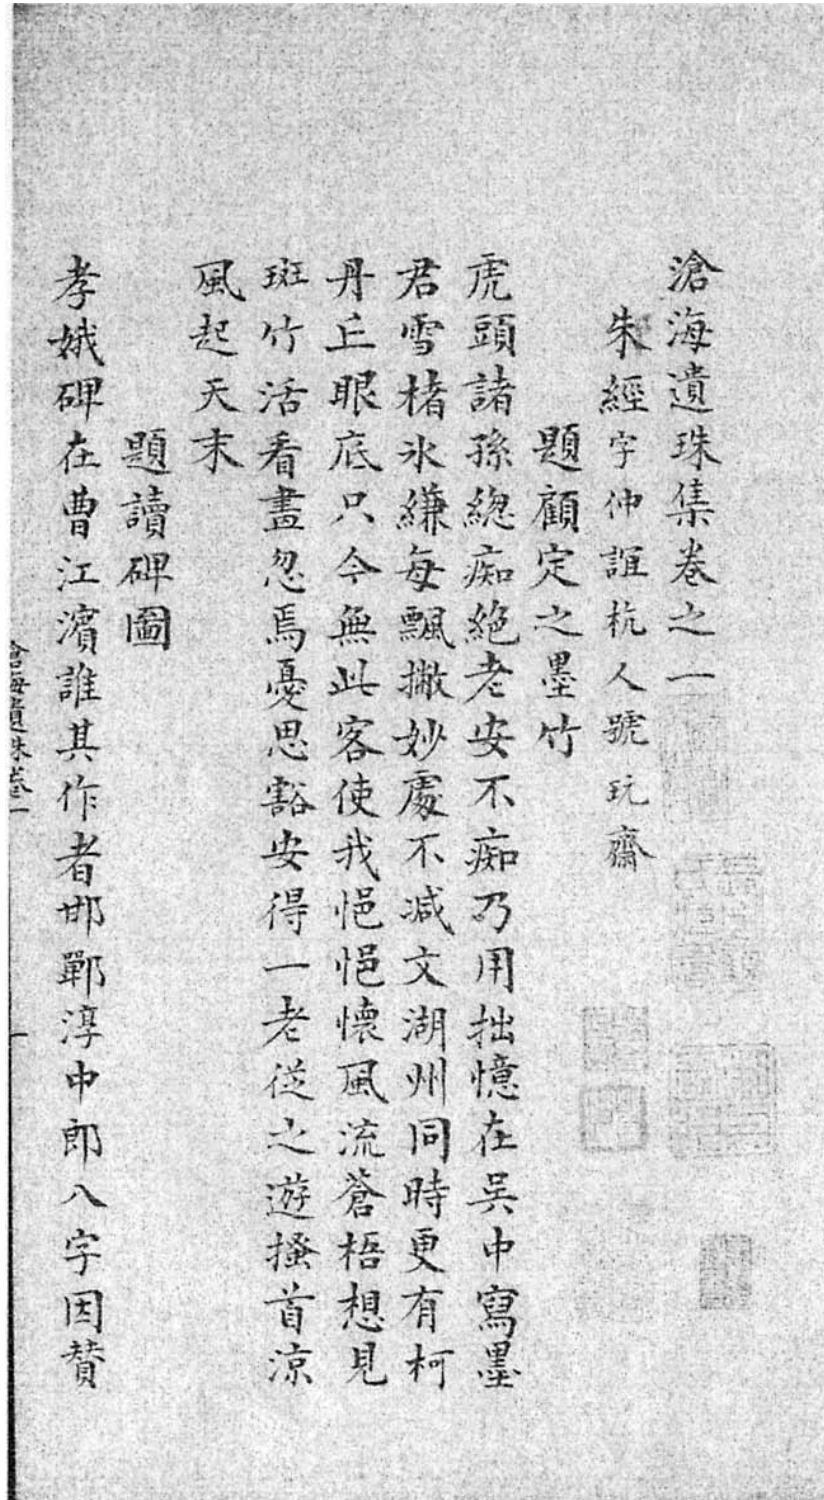 滄海遺珠集卷之一
朱經字仲誼杭人號玩齋
題顧定之墨竹
虎頭諸孫總痴絶老安不痴乃用拙憶在吳中寫墨
君雪楮氷縑每飄撇妙處不减文湖州同時更有柯
丹丘眼底只今無此客使我悒悒懷風流蒼梧想見
斑竹活看畫忽焉憂思豁安得一老從之遊搔首凉
風起天末
題讀碑圖
孝娥碑在曹江濱誰其作者邯鄲淳中郎八字因賛
滄海遺珠卷一
一